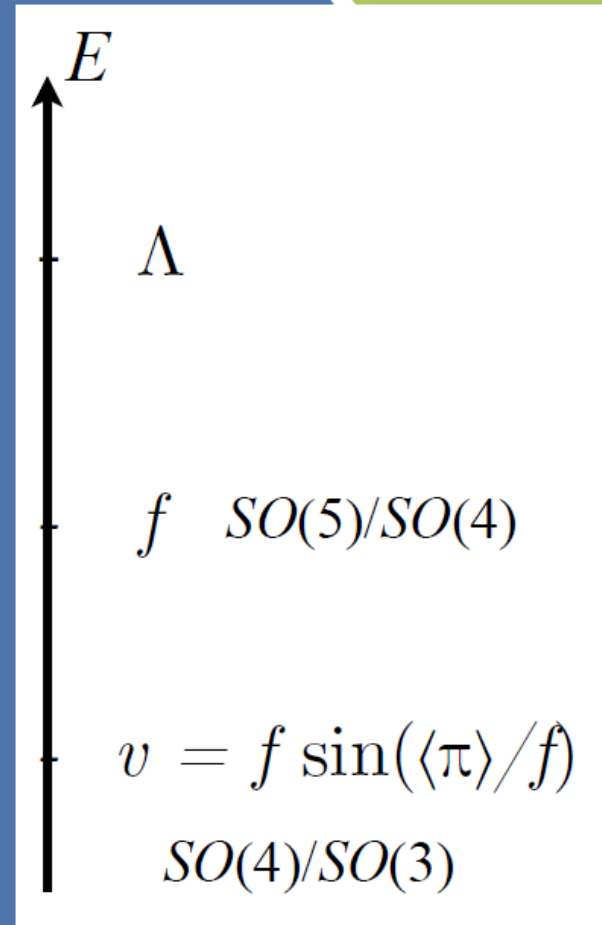 E
Λ
f SO(5)/SO(4)
v = f sin(⟨π⟩/f)
SO(4)/SO(3)